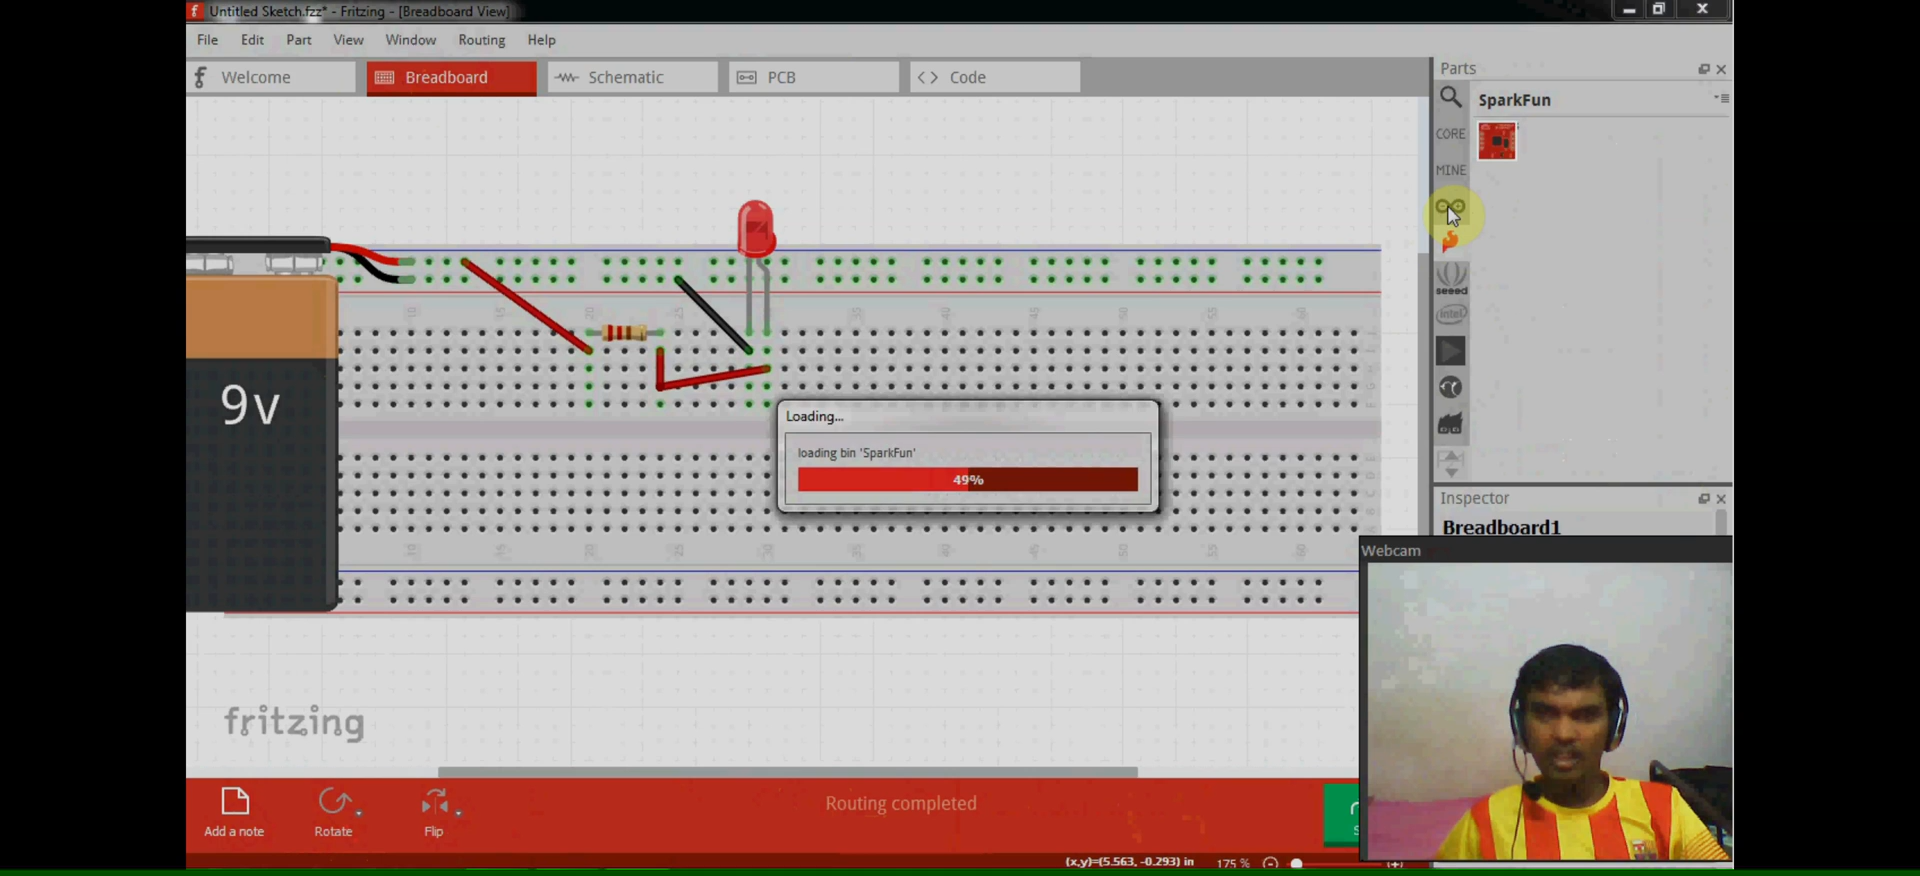 Untitled Sketch.fzz* - Fritzing - [Breadboard View]
File Edit Part View Window Routing Help
Welcome Breadboard Schematic PCB Code
Parts
SparkFun
CORE
MINE
seeed
intel
9v
Loading...
loading bin 'SparkFun'
49%
Inspector
Breadboard1
Webcam
fritzing
Routing completed
Add a note Rotate Flip
(x,y)=(5.563, -0.293) in 175 %